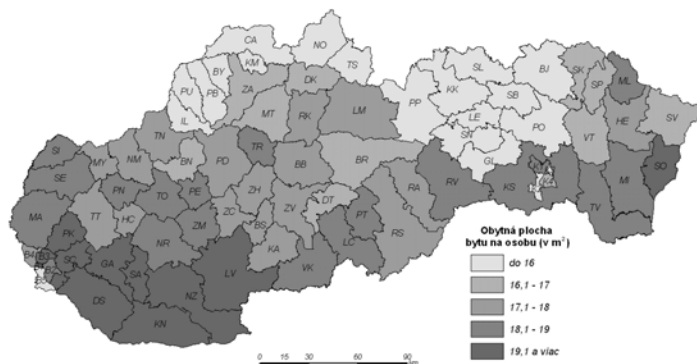 CA
NO
KM
TS
BY
PU
PB
IL
ZA
DK
MT
RK
LM
PP
KK
SL
LE
SN
SB
BJ
PO
GL
SK
SP
ML
HE
SV
VT
SO
MI
TV
KS
RV
SI
SE
MY
NM
TN
BN
PD
TR
BB
BR
MA
PN
TO
PE
ZH
DT
RA
TT
HC
ZM
ZC
BS
ZV
PT
RS
PK
SC
GA
SA
NR
LV
KA
VK
LC
DS
NZ
KN
Obytná plocha
bytu na osobu (v m²)
do 16
16,1 - 17
17,1 - 18
18,1 - 19
19,1 a viac
0 15 30 60 90